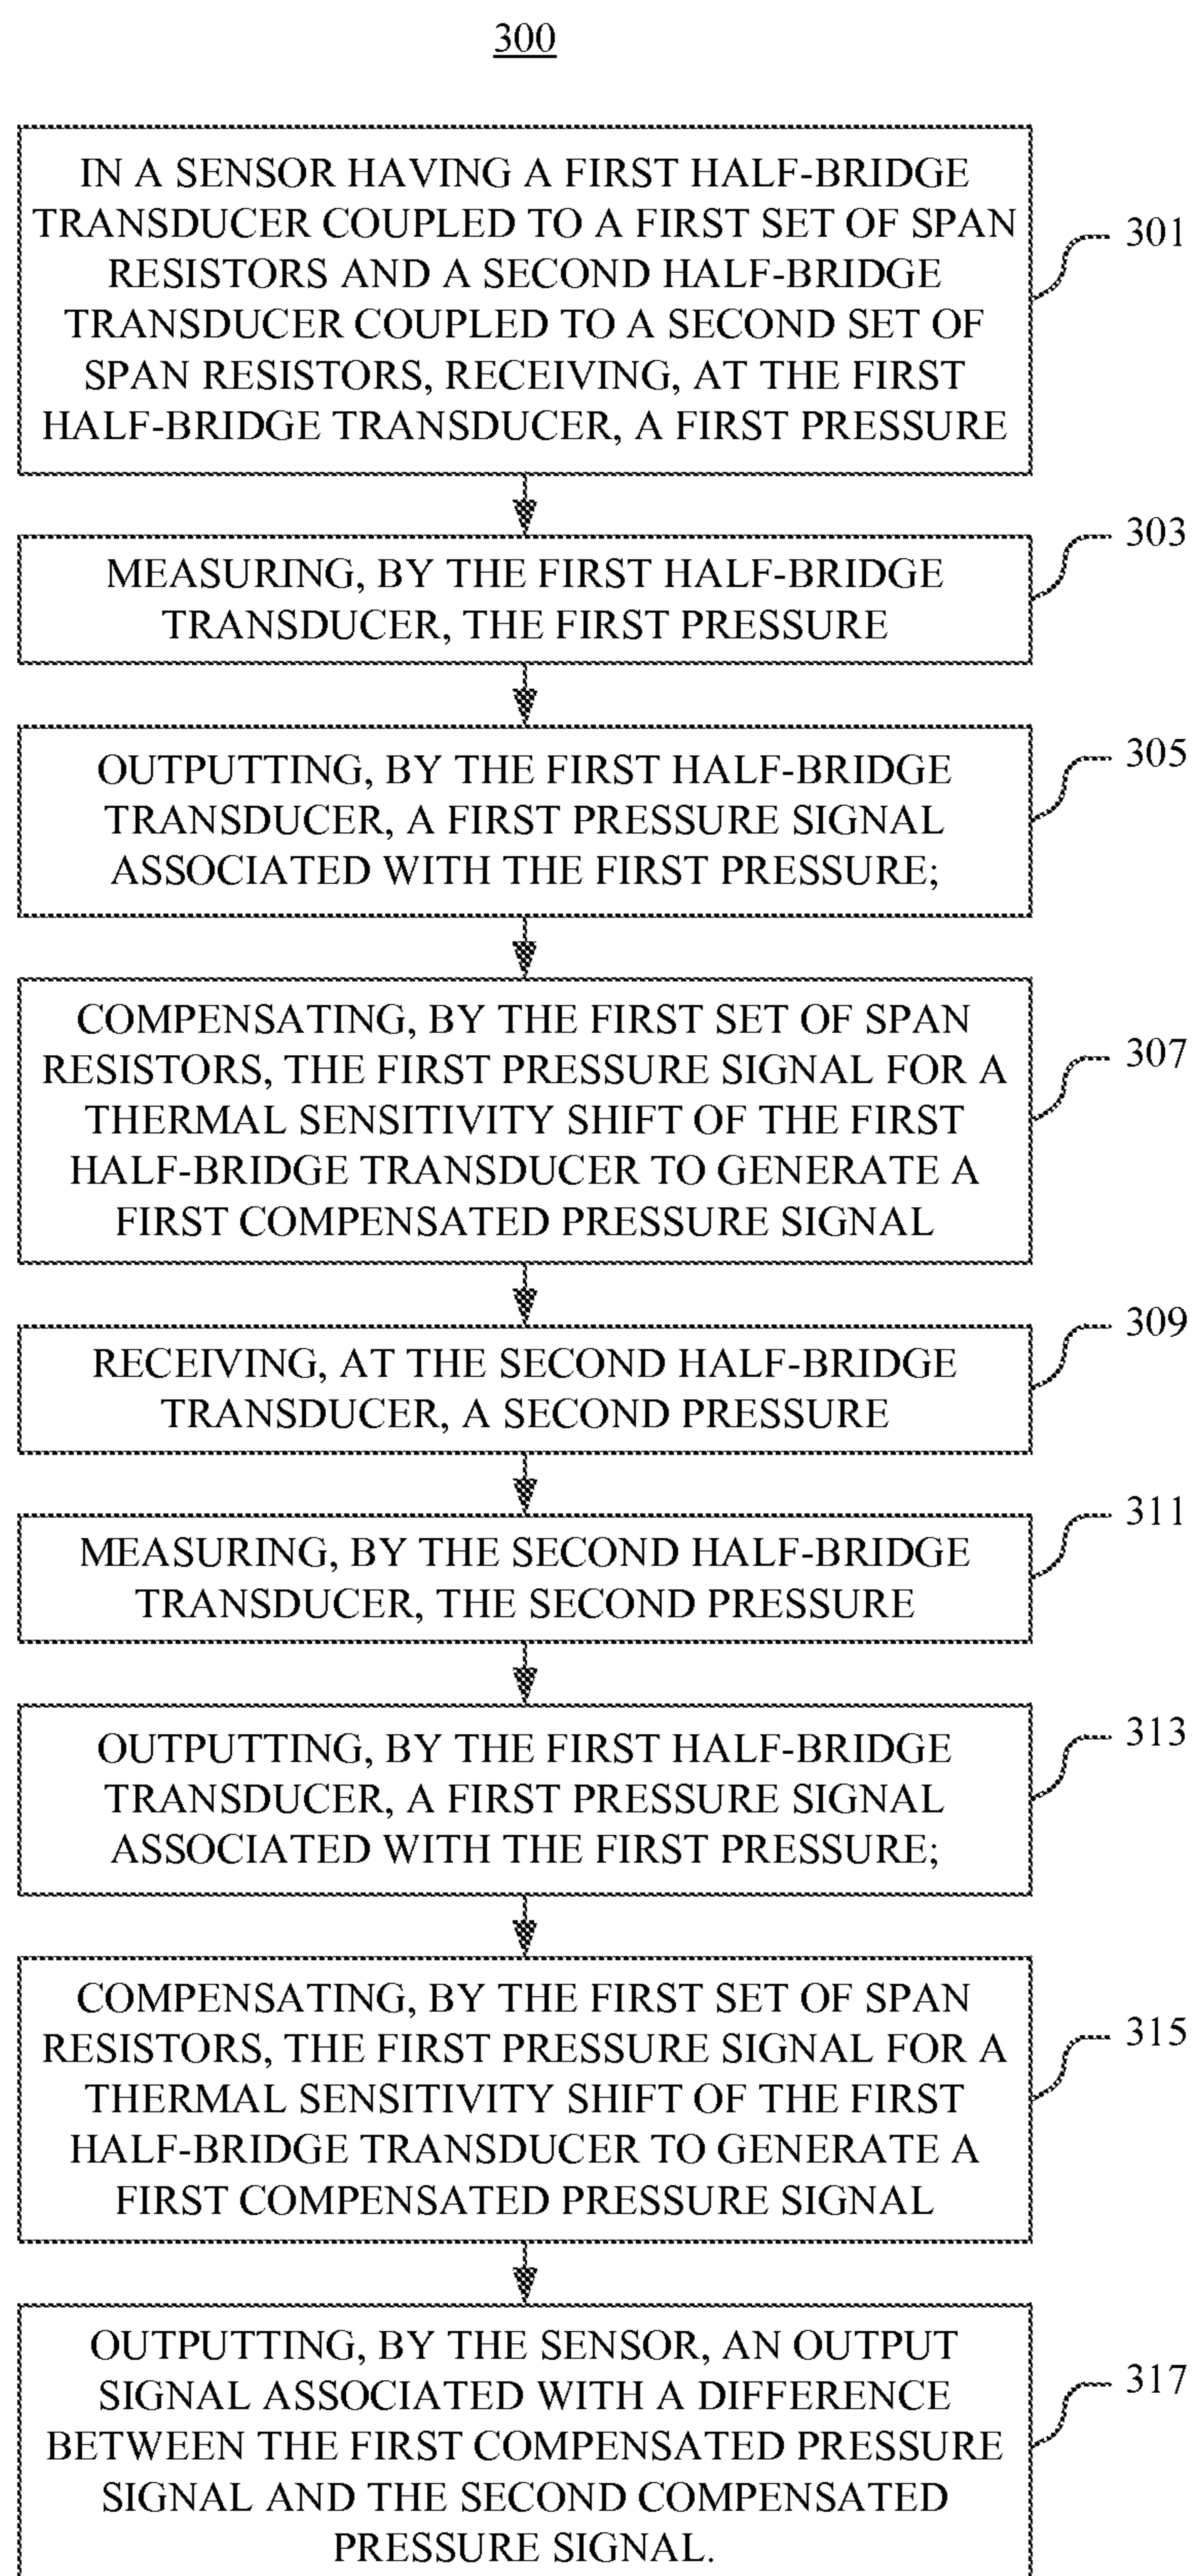 300
IN A SENSOR HAVING A FIRST HALF-BRIDGE
TRANSDUCER COUPLED TO A FIRST SET OF SPAN
RESISTORS AND A SECOND HALF-BRIDGE
TRANSDUCER COUPLED TO A SECOND SET OF
SPAN RESISTORS, RECEIVING, AT THE FIRST
HALF-BRIDGE TRANSDUCER, A FIRST PRESSURE
301
MEASURING, BY THE FIRST HALF-BRIDGE
TRANSDUCER, THE FIRST PRESSURE
303
OUTPUTTING, BY THE FIRST HALF-BRIDGE
TRANSDUCER, A FIRST PRESSURE SIGNAL
ASSOCIATED WITH THE FIRST PRESSURE;
305
COMPENSATING, BY THE FIRST SET OF SPAN
RESISTORS, THE FIRST PRESSURE SIGNAL FOR A
THERMAL SENSITIVITY SHIFT OF THE FIRST
HALF-BRIDGE TRANSDUCER TO GENERATE A
FIRST COMPENSATED PRESSURE SIGNAL
307
RECEIVING, AT THE SECOND HALF-BRIDGE
TRANSDUCER, A SECOND PRESSURE
309
MEASURING, BY THE SECOND HALF-BRIDGE
TRANSDUCER, THE SECOND PRESSURE
311
OUTPUTTING, BY THE FIRST HALF-BRIDGE
TRANSDUCER, A FIRST PRESSURE SIGNAL
ASSOCIATED WITH THE FIRST PRESSURE;
313
COMPENSATING, BY THE FIRST SET OF SPAN
RESISTORS, THE FIRST PRESSURE SIGNAL FOR A
THERMAL SENSITIVITY SHIFT OF THE FIRST
HALF-BRIDGE TRANSDUCER TO GENERATE A
FIRST COMPENSATED PRESSURE SIGNAL
315
OUTPUTTING, BY THE SENSOR, AN OUTPUT
SIGNAL ASSOCIATED WITH A DIFFERENCE
BETWEEN THE FIRST COMPENSATED PRESSURE
SIGNAL AND THE SECOND COMPENSATED
PRESSURE SIGNAL.
317